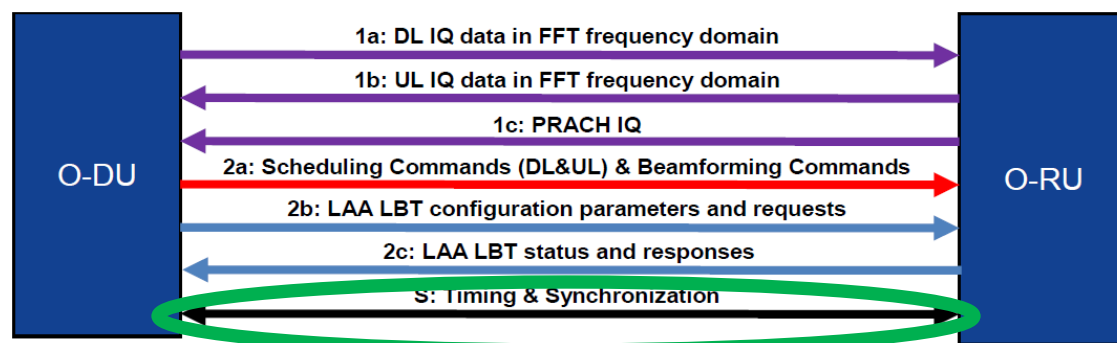 1a: DL IQ data in FFT frequency domain
1b: UL IQ data in FFT frequency domain
1c: PRACH IQ
O-DU
2a: Scheduling Commands (DL&UL) & Beamforming Commands
O-RU
2b: LAA LBT configuration parameters and requests
2c: LAA LBT status and responses
S: Timing & Synchronization